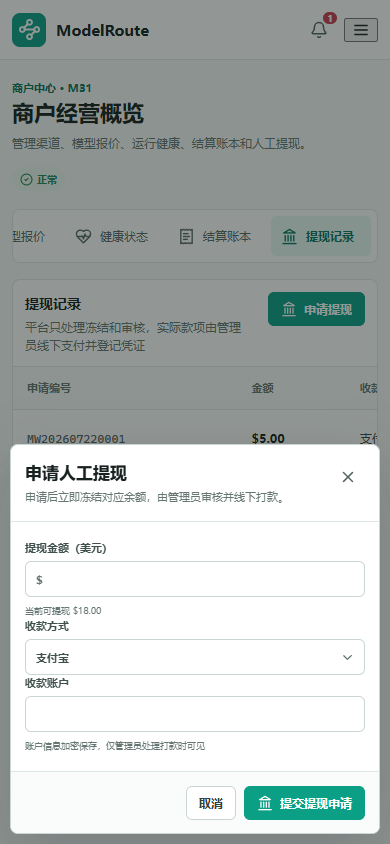 ModelRoute
1
商户中心 • M31
商户经营概览
管理渠道、模型报价、运行健康、结算账本和人工提现。
正常
型报价
健康状态
结算账本
提现记录
提现记录
平台只处理冻结和审核，实际款项由管理
员线下支付并登记凭证
申请提现
申请编号
金额
收款
MW202607220001
$5.00
支付
申请人工提现
申请后立即冻结对应余额，由管理员审核并线下打款。
提现金额（美元）
$
当前可提现 $18.00
收款方式
支付宝
收款账户
账户信息加密保存，仅管理员处理打款时可见
取消
提交提现申请